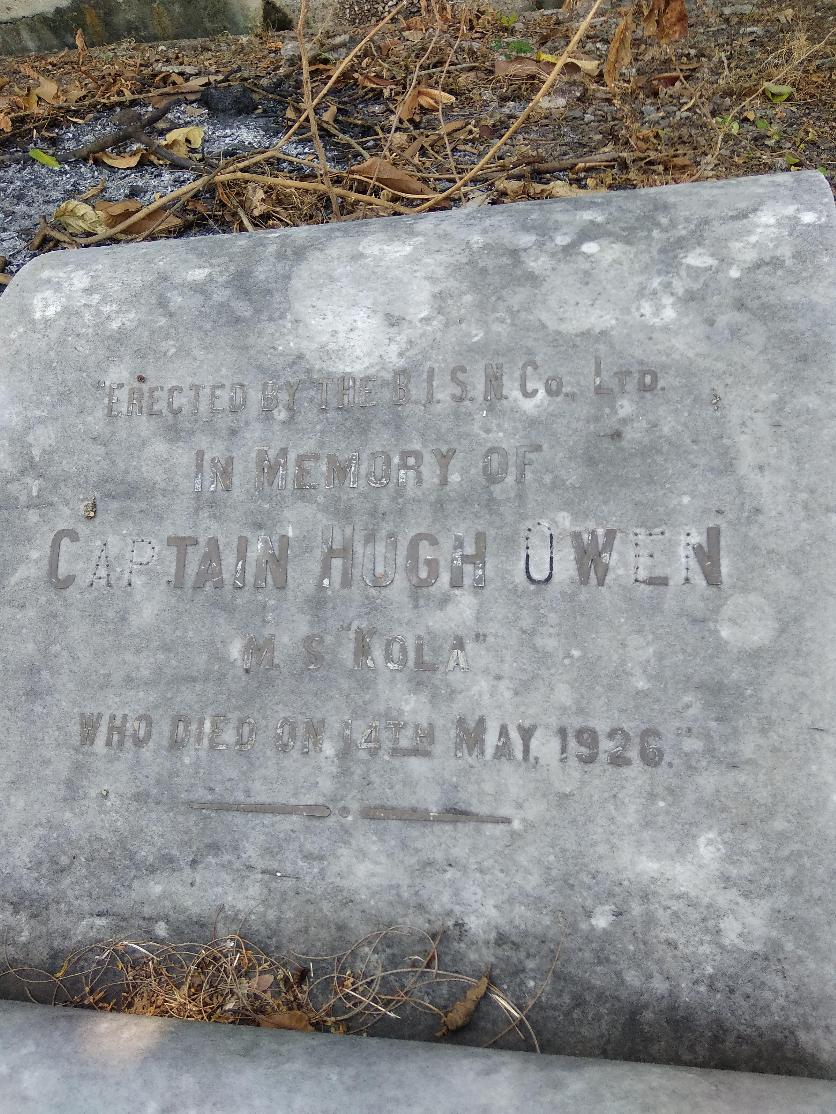 "ERECTED BY THE B.I.S.N. Co., LTD.
IN MEMORY OF
CAPTAIN HUGH OWEN
M.S "KOLA"
WHO DIED ON 14TH MAY, 1926."